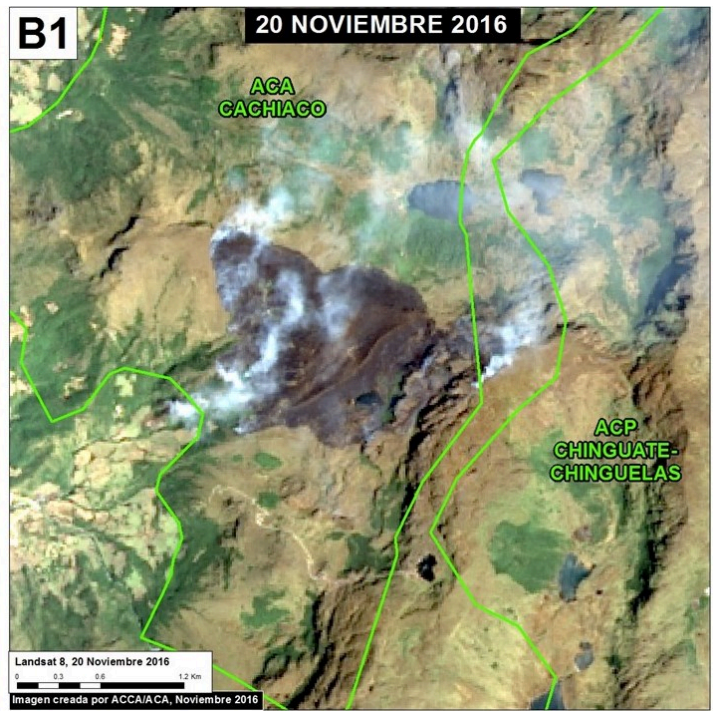 B1
20 NOVIEMBRE 2016
ACA
CACHIACO
ACP
CHINGUATE-
CHINGUELAS
Landsat 8, 20 Noviembre 2016
0 0.3 0.6 1.2 Km
Imagen creada por ACCA/ACA, Noviembre 2016